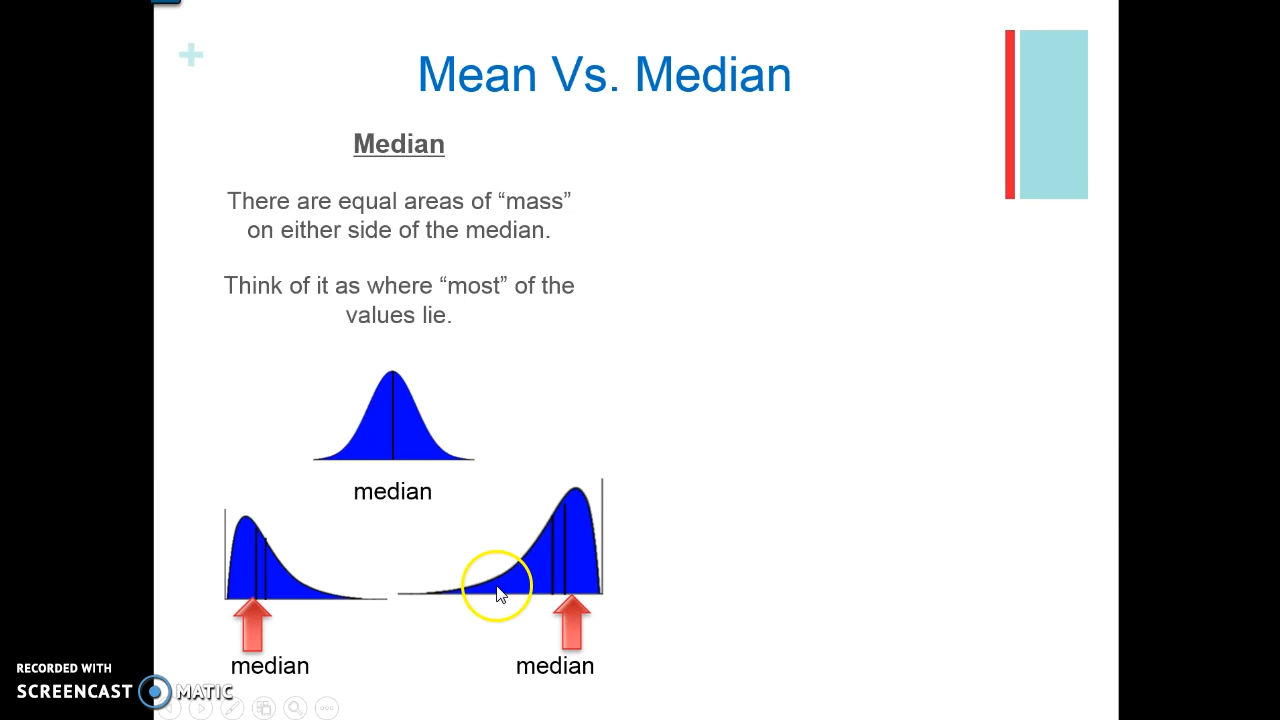 Mean Vs. Median
Median
There are equal areas of “mass”
on either side of the median.
Think of it as where “most” of the
values lie.
median
median
median
RECORDED WITH
SCREENCAST MATIC